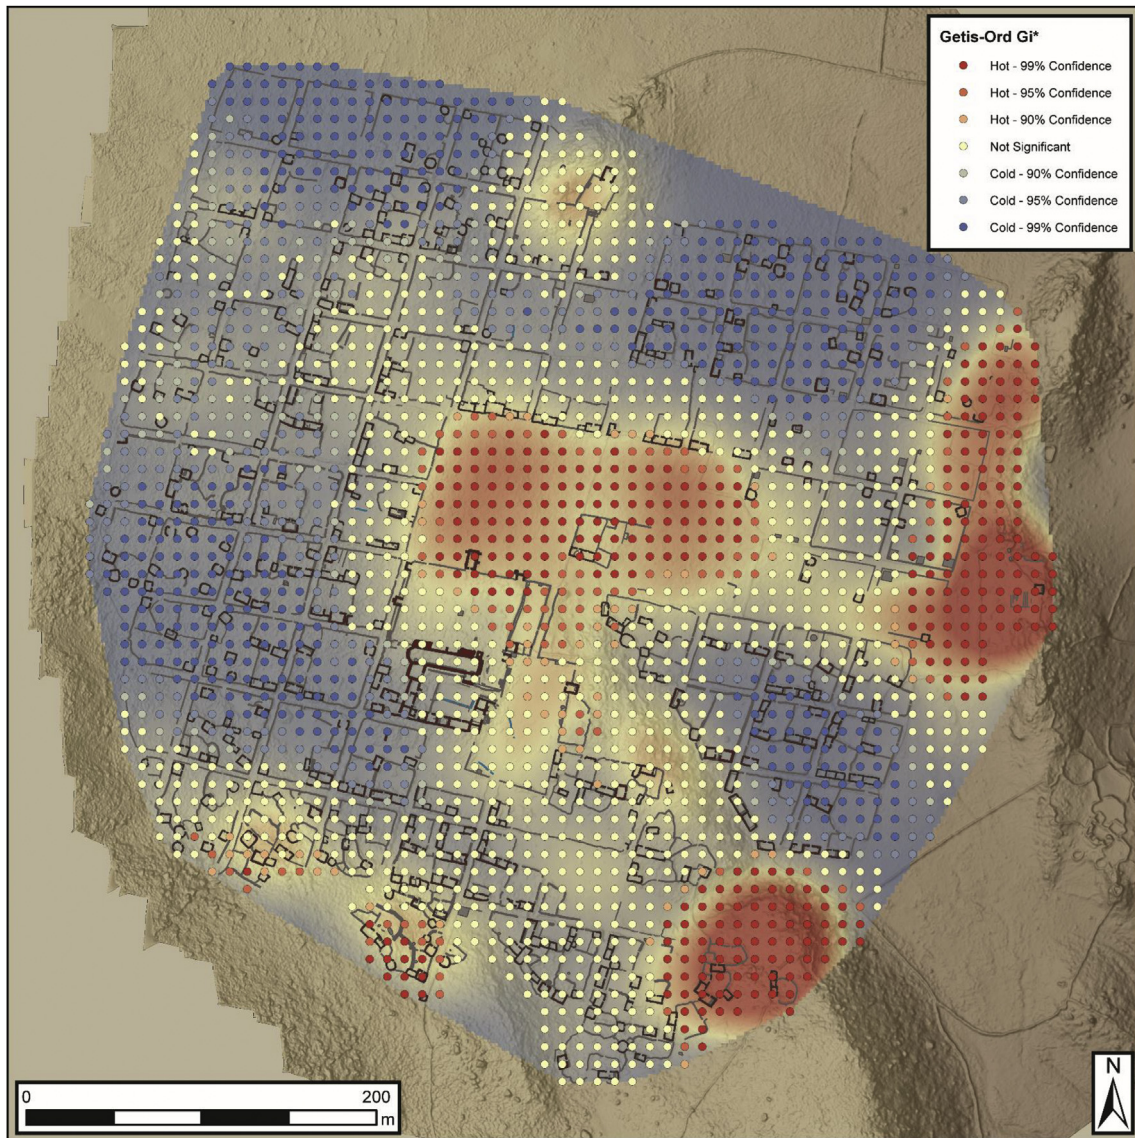 Getis-Ord Gi*
Hot - 99% Confidence
Hot - 95% Confidence
Hot - 90% Confidence
Not Significant
Cold - 90% Confidence
Cold - 95% Confidence
Cold - 99% Confidence
0 200
m
N